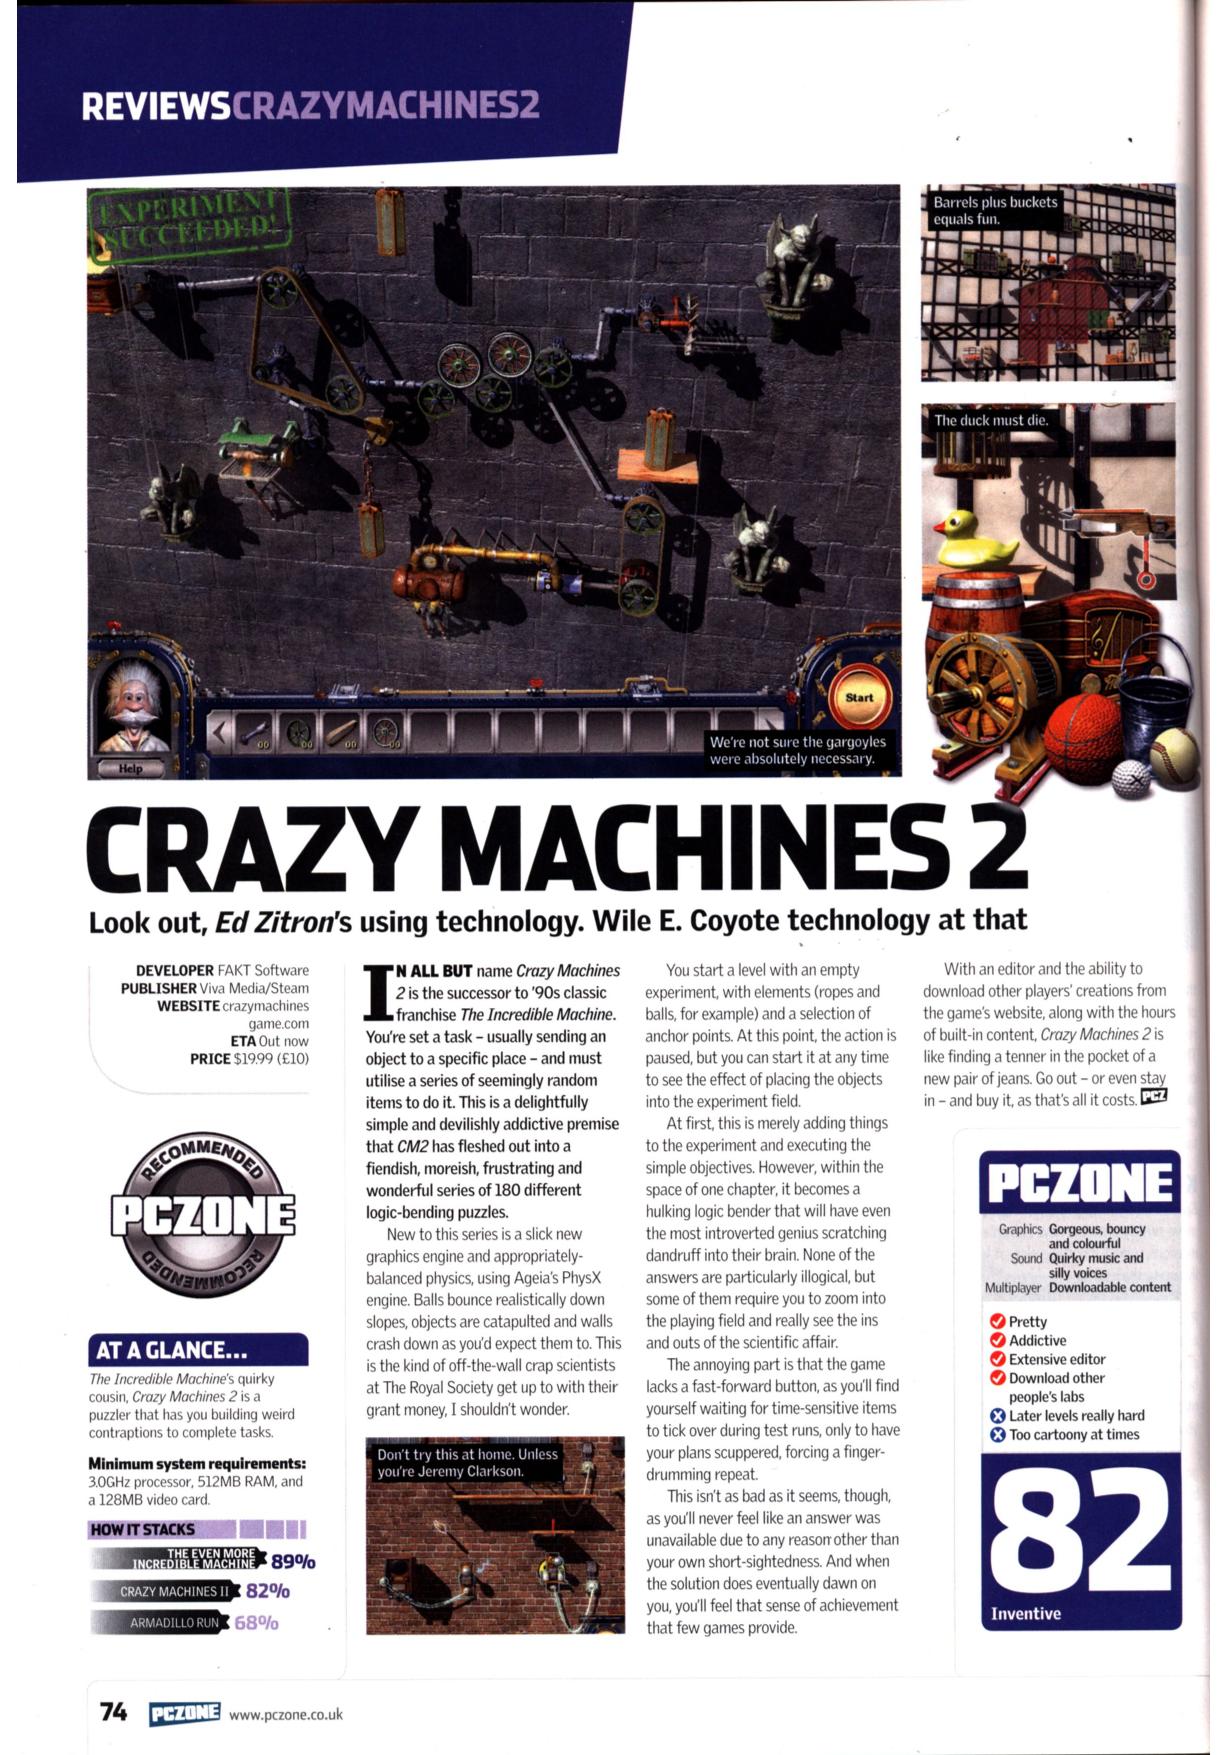 REVIEWSCRAZYMACHINES2
EXPERIMENT
SUCCEEDED!
Barrels plus buckets
equals fun.
The duck must die.
Start
Help
00
00
00
00
We're not sure the gargoyles
were absolutely necessary.
CRAZY MACHINES 2
Look out, Ed Zitron's using technology. Wile E. Coyote technology at that
DEVELOPER FAKT Software
PUBLISHER Viva Media/Steam
WEBSITE crazymachines
game.com
ETA Out now
PRICE $19.99 (£10)
RECOMMENDED
PCZONE
RECOMMENDED
AT A GLANCE...
The Incredible Machine's quirky
cousin, Crazy Machines 2 is a
puzzler that has you building weird
contraptions to complete tasks.
Minimum system requirements:
3.0GHz processor, 512MB RAM, and
a 128MB video card.
HOW IT STACKS
THE EVEN MORE
INCREDIBLE MACHINE 89%
CRAZY MACHINES II 82%
ARMADILLO RUN 68%
IN ALL BUT name Crazy Machines
2 is the successor to '90s classic
franchise The Incredible Machine.
You're set a task – usually sending an
object to a specific place – and must
utilise a series of seemingly random
items to do it. This is a delightfully
simple and devilishly addictive premise
that CM2 has fleshed out into a
fiendish, moreish, frustrating and
wonderful series of 180 different
logic-bending puzzles.
New to this series is a slick new
graphics engine and appropriately-
balanced physics, using Ageia's PhysX
engine. Balls bounce realistically down
slopes, objects are catapulted and walls
crash down as you'd expect them to. This
is the kind of off-the-wall crap scientists
at The Royal Society get up to with their
grant money, I shouldn't wonder.
Don't try this at home. Unless
you're Jeremy Clarkson.
You start a level with an empty
experiment, with elements (ropes and
balls, for example) and a selection of
anchor points. At this point, the action is
paused, but you can start it at any time
to see the effect of placing the objects
into the experiment field.
At first, this is merely adding things
to the experiment and executing the
simple objectives. However, within the
space of one chapter, it becomes a
hulking logic bender that will have even
the most introverted genius scratching
dandruff into their brain. None of the
answers are particularly illogical, but
some of them require you to zoom into
the playing field and really see the ins
and outs of the scientific affair.
The annoying part is that the game
lacks a fast-forward button, as you'll find
yourself waiting for time-sensitive items
to tick over during test runs, only to have
your plans scuppered, forcing a finger-
drumming repeat.
This isn't as bad as it seems, though,
as you'll never feel like an answer was
unavailable due to any reason other than
your own short-sightedness. And when
the solution does eventually dawn on
you, you'll feel that sense of achievement
that few games provide.
With an editor and the ability to
download other players' creations from
the game's website, along with the hours
of built-in content, Crazy Machines 2 is
like finding a tenner in the pocket of a
new pair of jeans. Go out – or even stay
in – and buy it, as that's all it costs. PCZ
PCZONE
Graphics Gorgeous, bouncy
and colourful
Sound Quirky music and
silly voices
Multiplayer Downloadable content
Pretty
Addictive
Extensive editor
Download other
people's labs
Later levels really hard
Too cartoony at times
82
Inventive
74 PCZONE www.pczone.co.uk